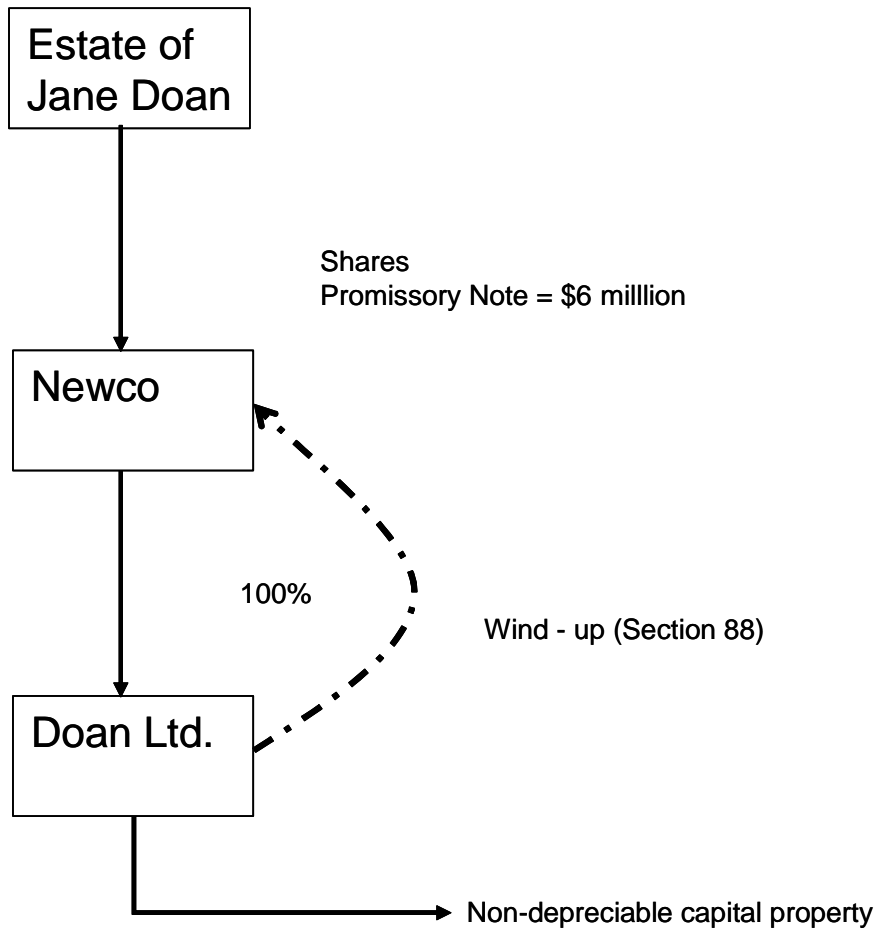 Estate of
Jane Doan
Shares
Promissory Note = $6 milllion
Newco
100%
Wind - up (Section 88)
Doan Ltd.
Non-depreciable capital property